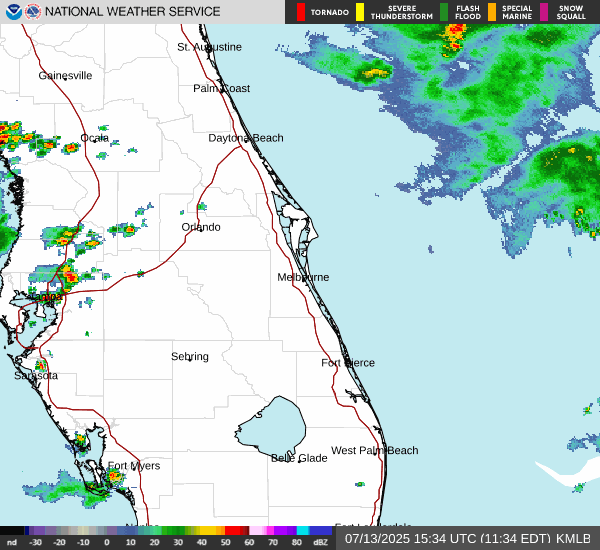 NATIONAL WEATHER SERVICE
TORNADO
SEVERE THUNDERSTORM
FLASH FLOOD
SPECIAL MARINE
SNOW SQUALL
St. Augustine
Gainesville
Palm Coast
Ocala
Daytona Beach
Orlando
Melbourne
Tampa
Sebring
Fort Pierce
Sarasota
West Palm Beach
Belle Glade
Fort Myers
nd -30 -20 -10 0 10 20 30 40 50 60 70 80 dBZ
07/13/2025 15:34 UTC (11:34 EDT) KMLB